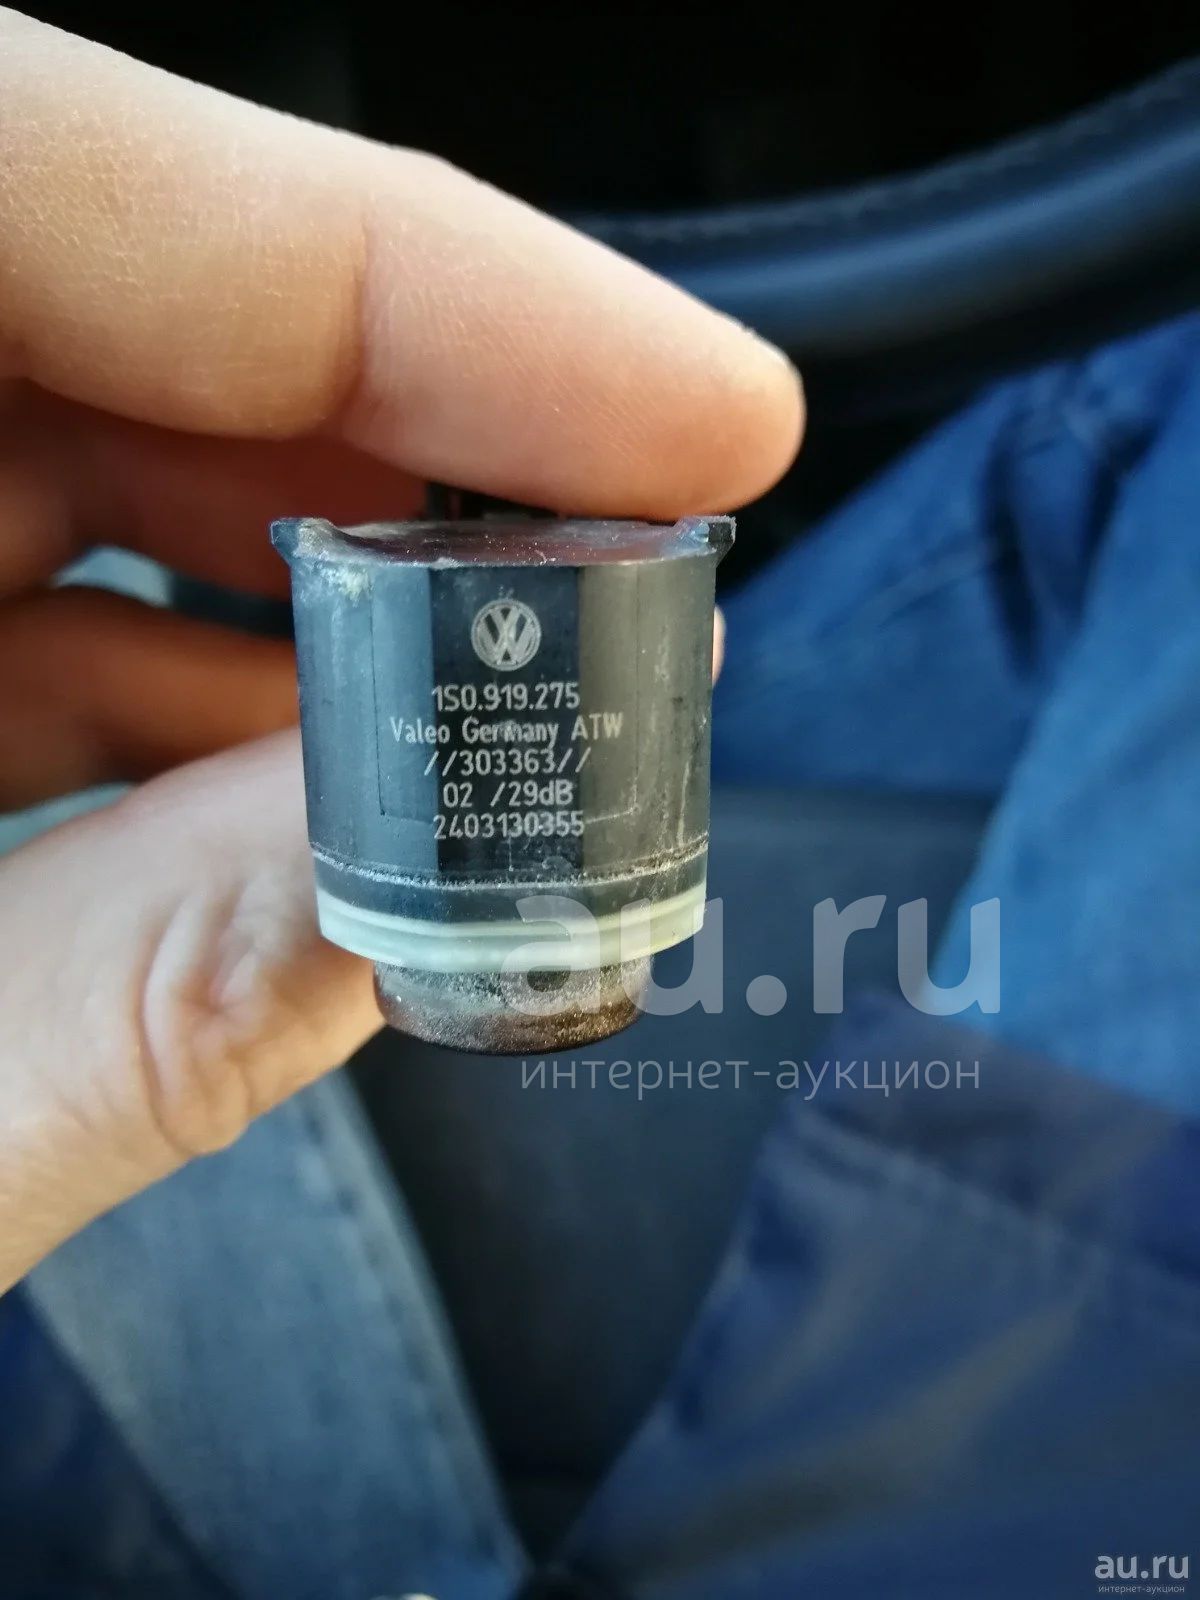 1S0.919.275
Valeo Germany ATW
//303363//
02 /29dB
2403130355
au.ru
интернет-аукцион
au.ru
интернет-аукцион